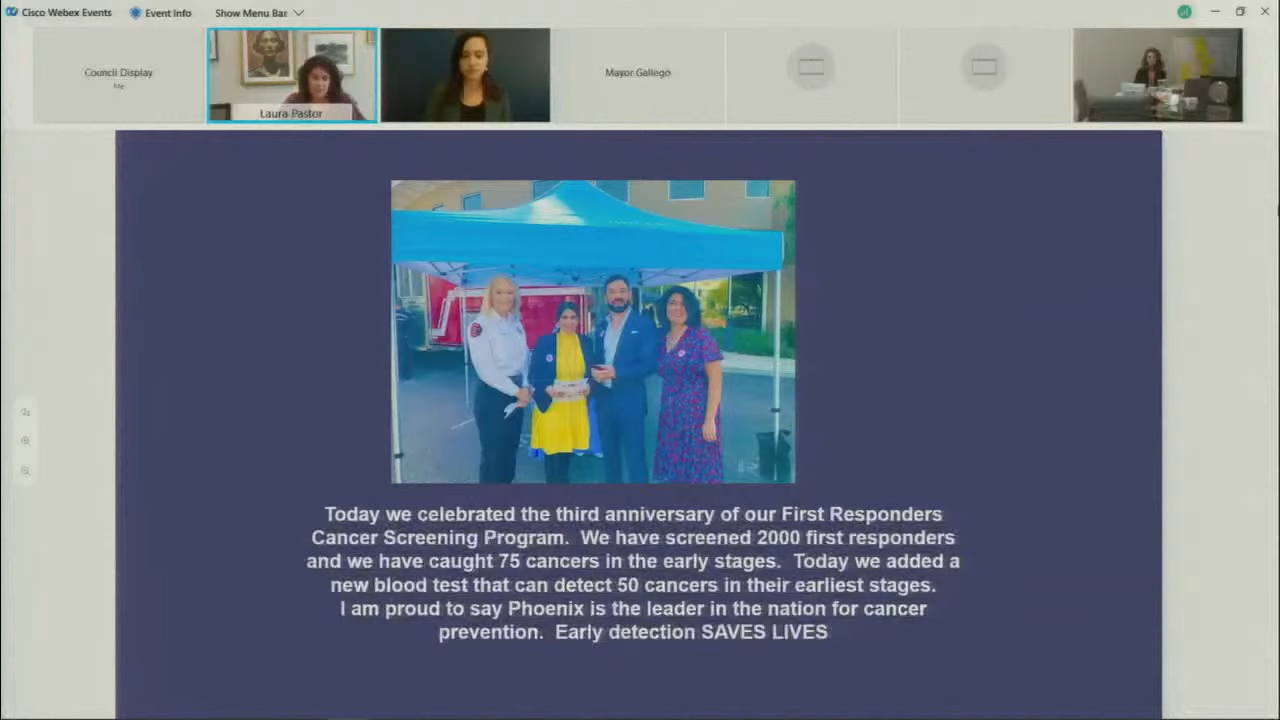 Cisco Webex Events
Event Info
Show Menu Bar
Council Display
Me
Laura Pastor
Mayor Gallego
Today we celebrated the third anniversary of our First Responders
Cancer Screening Program. We have screened 2000 first responders
and we have caught 75 cancers in the early stages. Today we added a
new blood test that can detect 50 cancers in their earliest stages.
I am proud to say Phoenix is the leader in the nation for cancer
prevention. Early detection SAVES LIVES